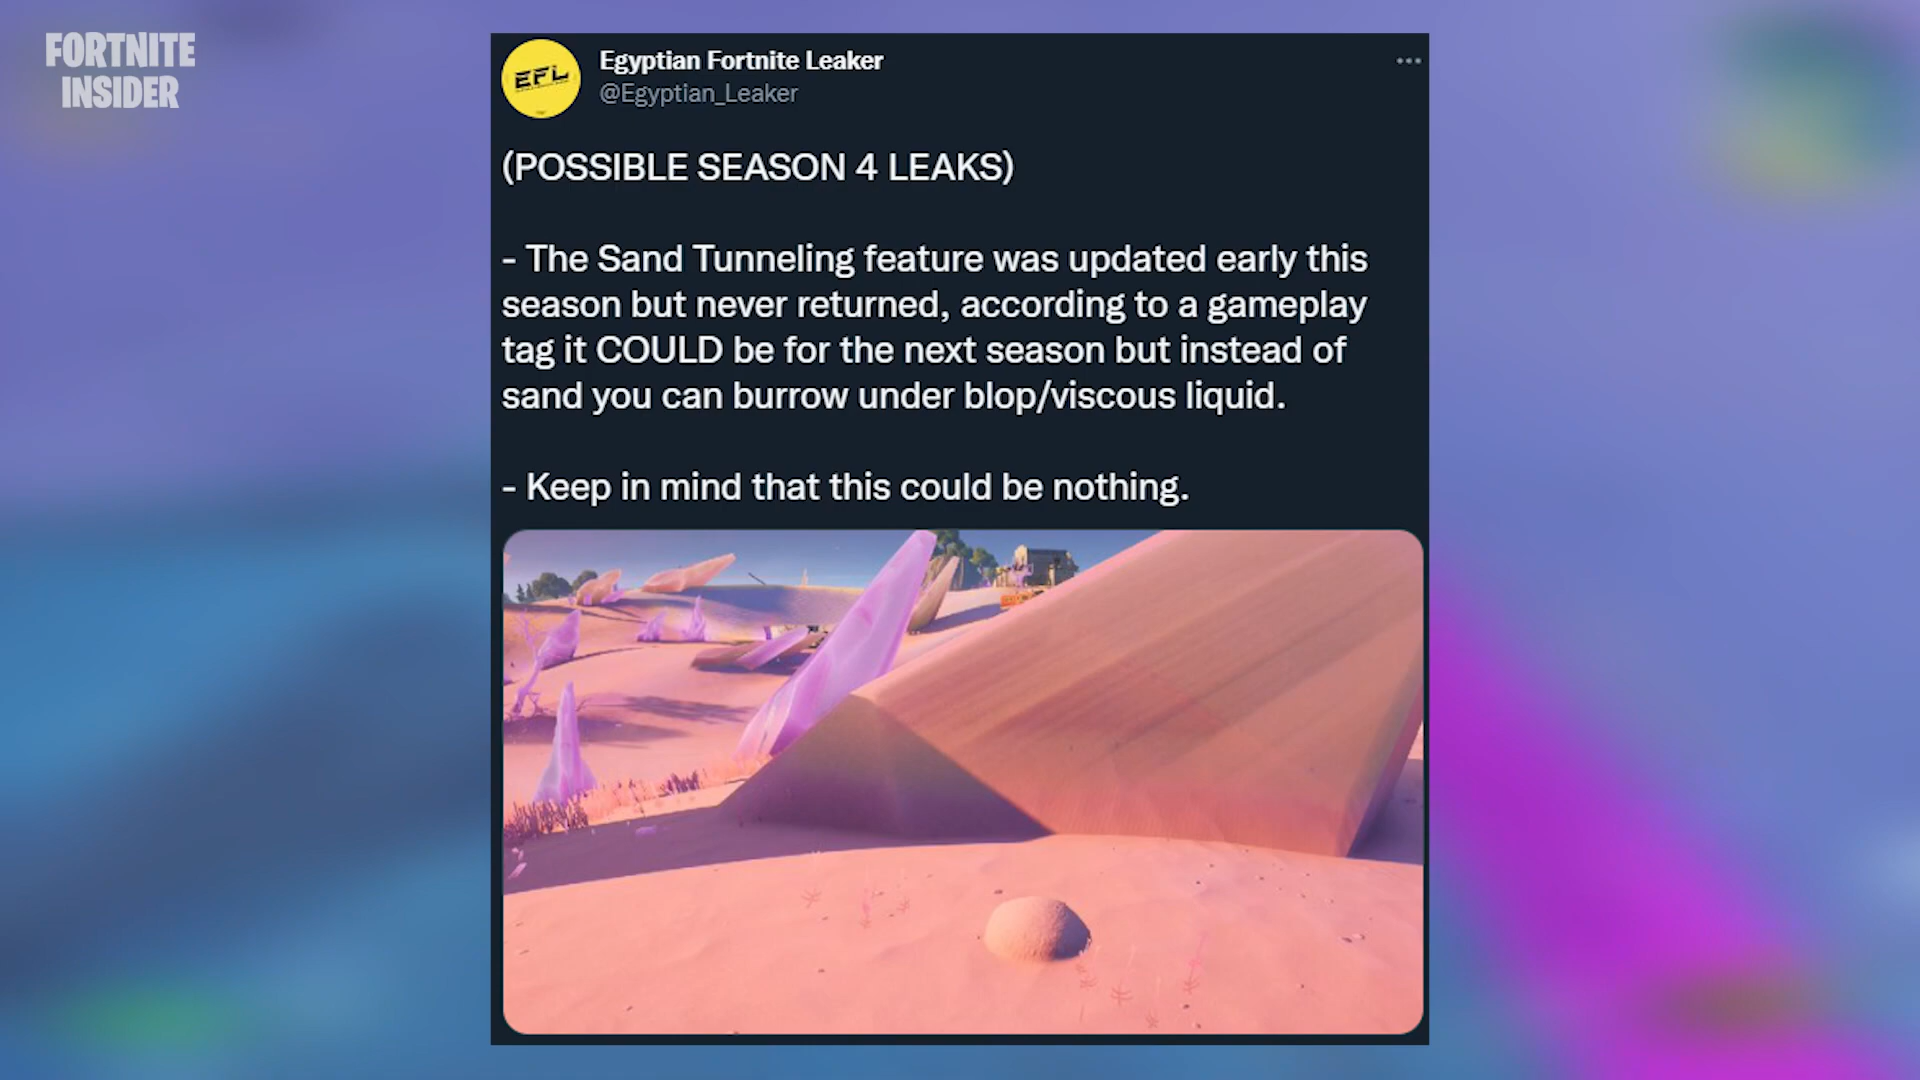 FORTNITE
INSIDER
EFL
Egyptian Fortnite Leaker
@Egyptian_Leaker
(POSSIBLE SEASON 4 LEAKS)
- The Sand Tunneling feature was updated early this
season but never returned, according to a gameplay
tag it COULD be for the next season but instead of
sand you can burrow under blop/viscous liquid.
- Keep in mind that this could be nothing.